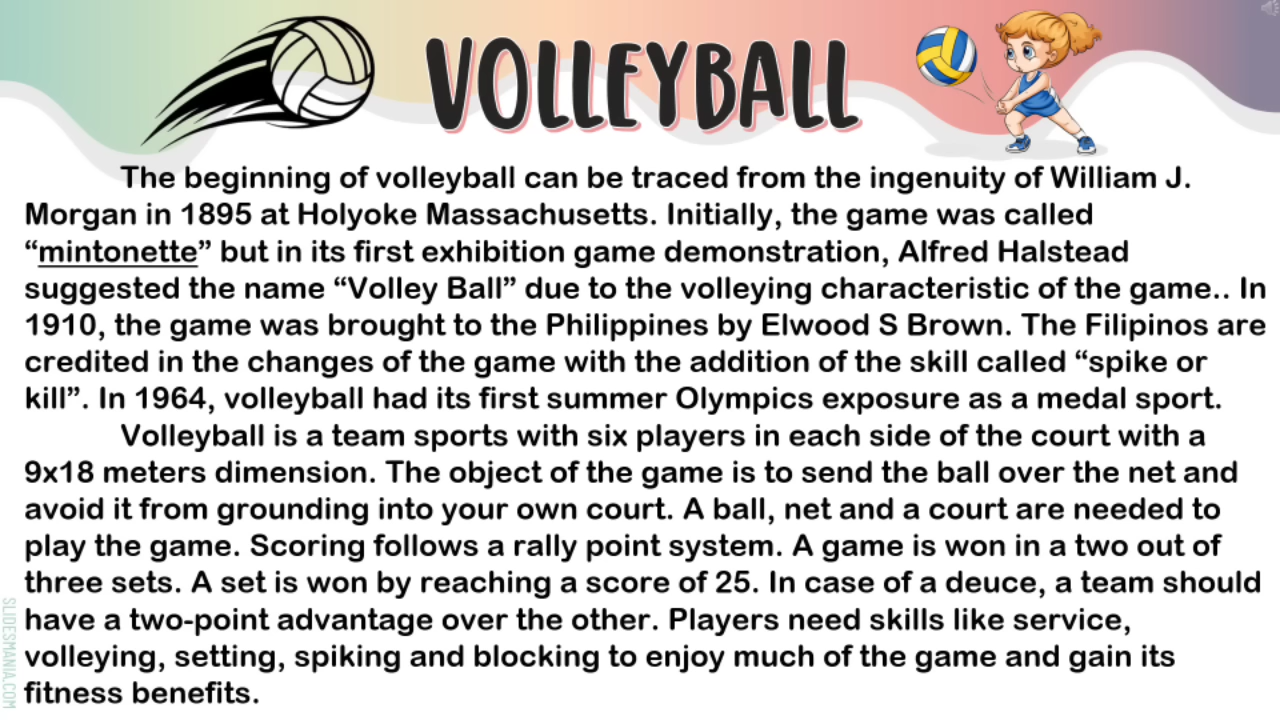 VOLLEYBALL
The beginning of volleyball can be traced from the ingenuity of William J.
Morgan in 1895 at Holyoke Massachusetts. Initially, the game was called
“mintonette” but in its first exhibition game demonstration, Alfred Halstead
suggested the name “Volley Ball” due to the volleying characteristic of the game.. In
1910, the game was brought to the Philippines by Elwood S Brown. The Filipinos are
credited in the changes of the game with the addition of the skill called “spike or
kill”. In 1964, volleyball had its first summer Olympics exposure as a medal sport.
Volleyball is a team sports with six players in each side of the court with a
9x18 meters dimension. The object of the game is to send the ball over the net and
avoid it from grounding into your own court. A ball, net and a court are needed to
play the game. Scoring follows a rally point system. A game is won in a two out of
three sets. A set is won by reaching a score of 25. In case of a deuce, a team should
have a two-point advantage over the other. Players need skills like service,
volleying, setting, spiking and blocking to enjoy much of the game and gain its
fitness benefits.
SLIDESMANIA.COM